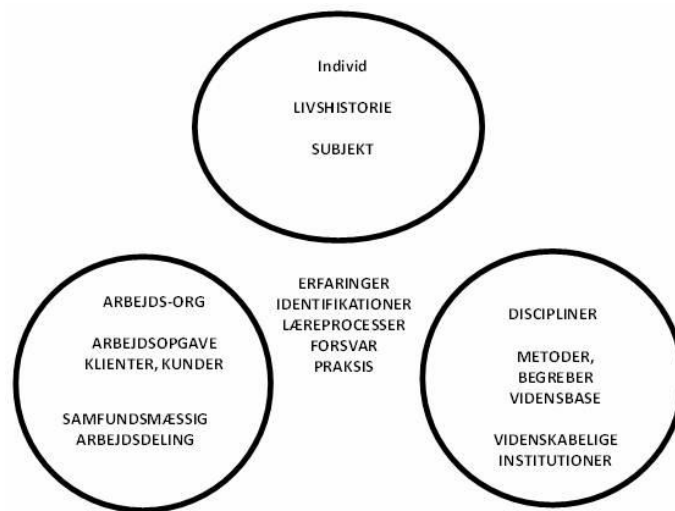 Individ
LIVSHISTORIE
SUBJEKT
ARBEJDS-ORG
ARBEJDSOPGAVE
KLIENTER, KUNDER
SAMFUNDSMÆSSIG
ARBEJDSDELING
ERFARINGER
IDENTIFIKATIONER
LÆREPROCESSER
FORSVAR
PRAKSIS
DISCIPLINER
METODER,
BEGREBER
VIDENSBASE
VIDENSKABELIGE
INSTITUTIONER